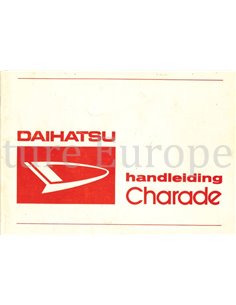 DAIHATSU
ture Europe
handleiding
Charade